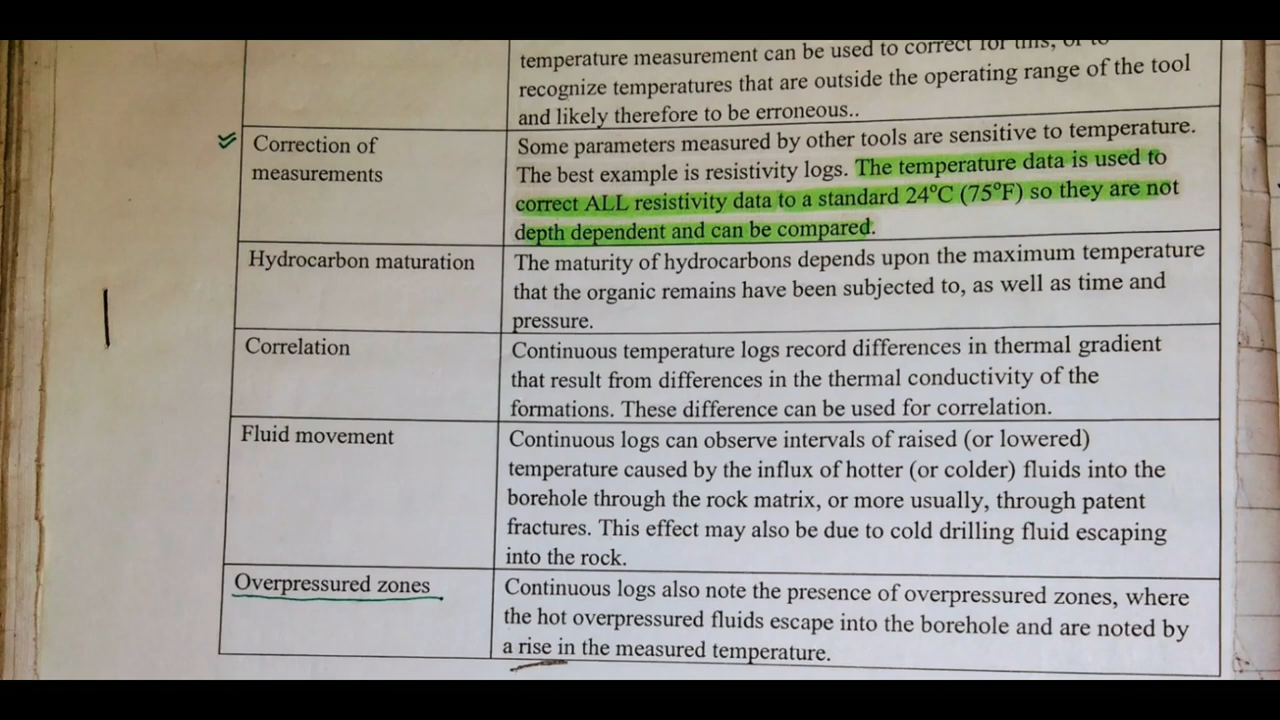 temperature measurement can be used to correct for this, or to
recognize temperatures that are outside the operating range of the tool
and likely therefore to be erroneous..
Correction of
measurements
Some parameters measured by other tools are sensitive to temperature.
The best example is resistivity logs. The temperature data is used to
correct ALL resistivity data to a standard 24°C (75°F) so they are not
depth dependent and can be compared.
Hydrocarbon maturation
The maturity of hydrocarbons depends upon the maximum temperature
that the organic remains have been subjected to, as well as time and
pressure.
Correlation
Continuous temperature logs record differences in thermal gradient
that result from differences in the thermal conductivity of the
formations. These difference can be used for correlation.
Fluid movement
Continuous logs can observe intervals of raised (or lowered)
temperature caused by the influx of hotter (or colder) fluids into the
borehole through the rock matrix, or more usually, through patent
fractures. This effect may also be due to cold drilling fluid escaping
into the rock.
Overpressured zones
Continuous logs also note the presence of overpressured zones, where
the hot overpressured fluids escape into the borehole and are noted by
a rise in the measured temperature.